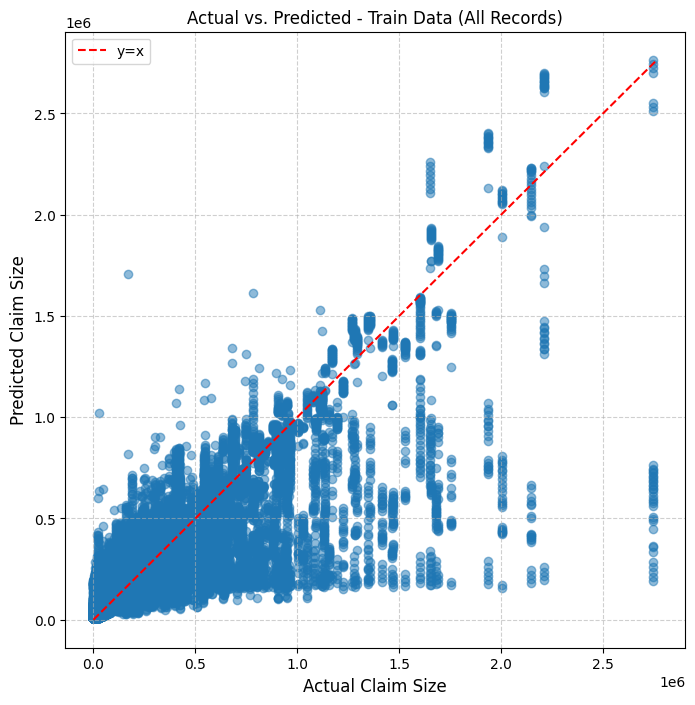 Actual vs. Predicted - Train Data (All Records)
1e6
y=x
2.5
2.0
1.5
1.0
0.5
0.0
Predicted Claim Size
0.0 0.5 1.0 1.5 2.0 2.5
1e6
Actual Claim Size